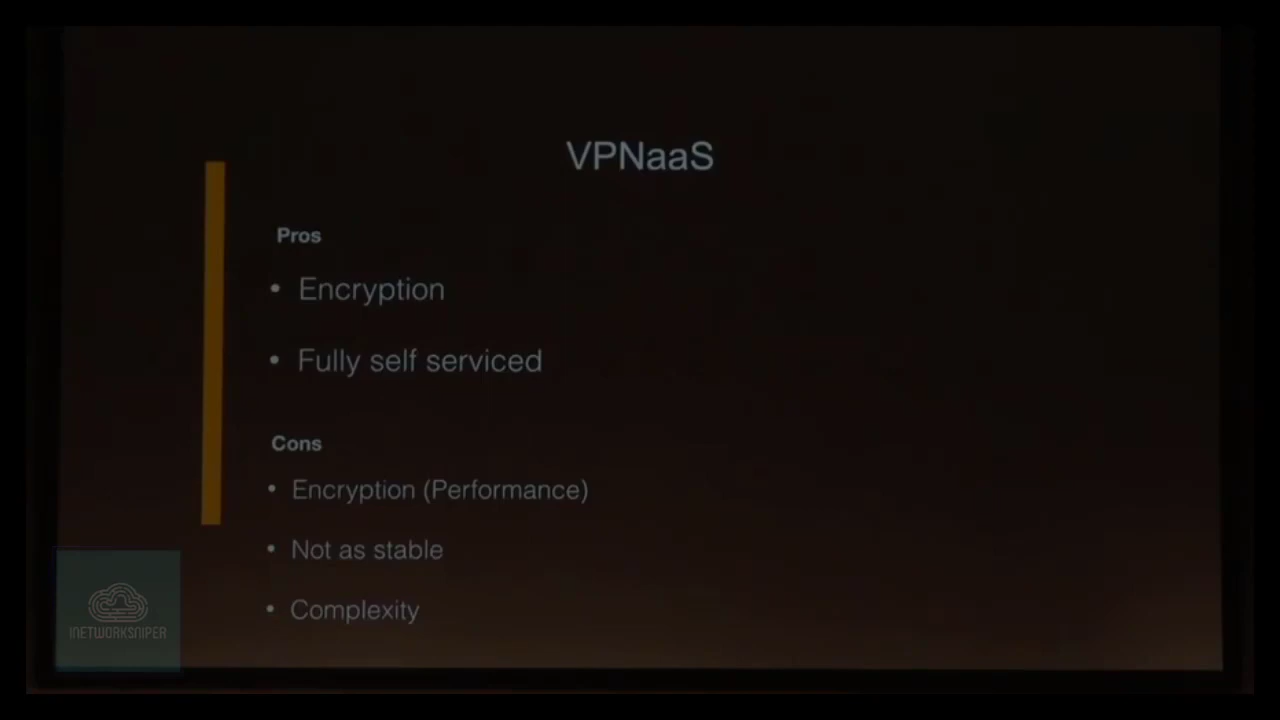 VPNaaS
Pros
• Encryption
• Fully self serviced
Cons
• Encryption (Performance)
• Not as stable
• Complexity
INETWORKSNIPER